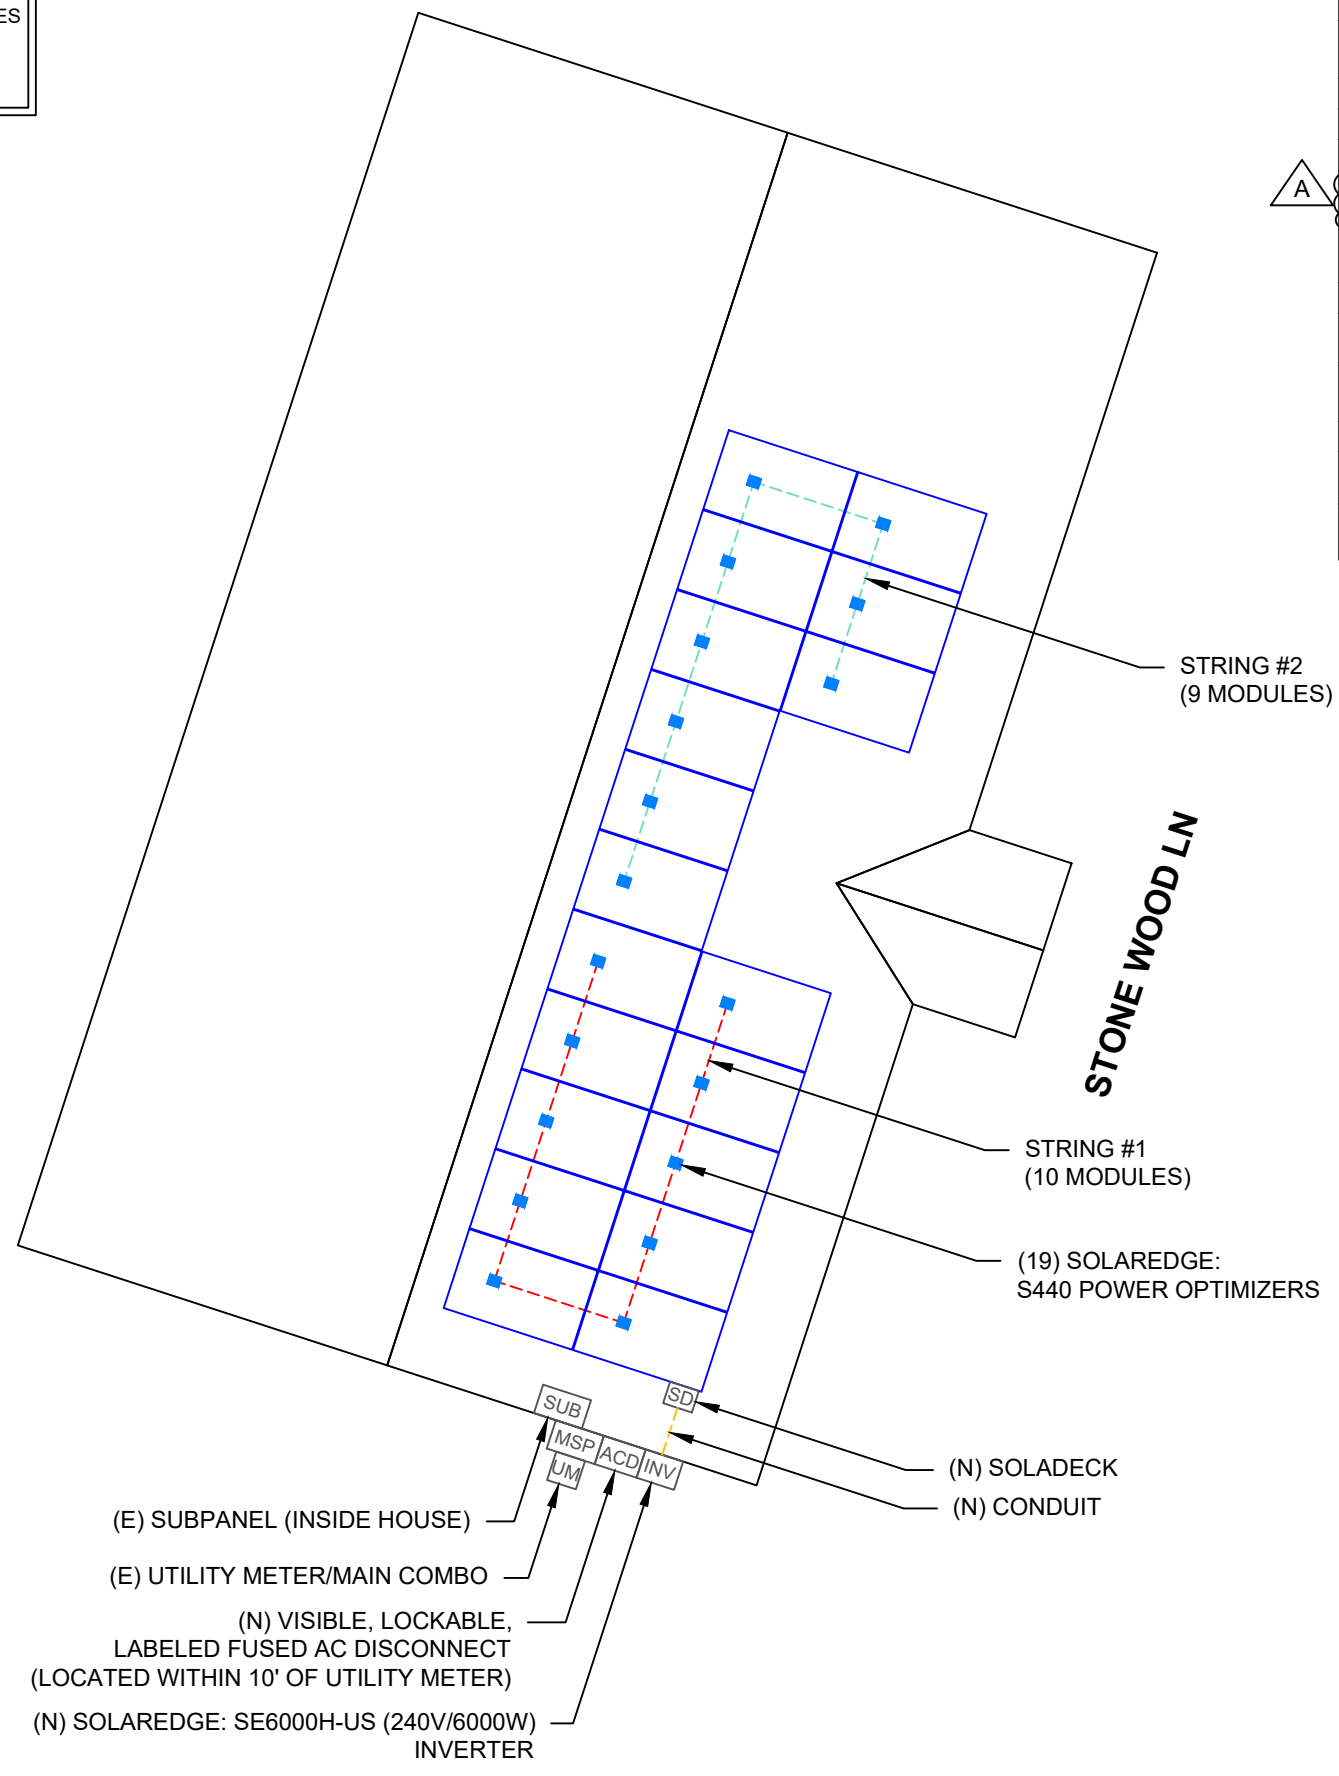 ES
A
STRING #2
(9 MODULES)
STONE WOOD LN
STRING #1
(10 MODULES)
(19) SOLAREDGE:
S440 POWER OPTIMIZERS
SUB
SD
MSP
ACD
INV
UM
(N) SOLADECK
(N) CONDUIT
(E) SUBPANEL (INSIDE HOUSE)
(E) UTILITY METER/MAIN COMBO
(N) VISIBLE, LOCKABLE,
LABELED FUSED AC DISCONNECT
(LOCATED WITHIN 10' OF UTILITY METER)
(N) SOLAREDGE: SE6000H-US (240V/6000W)
INVERTER